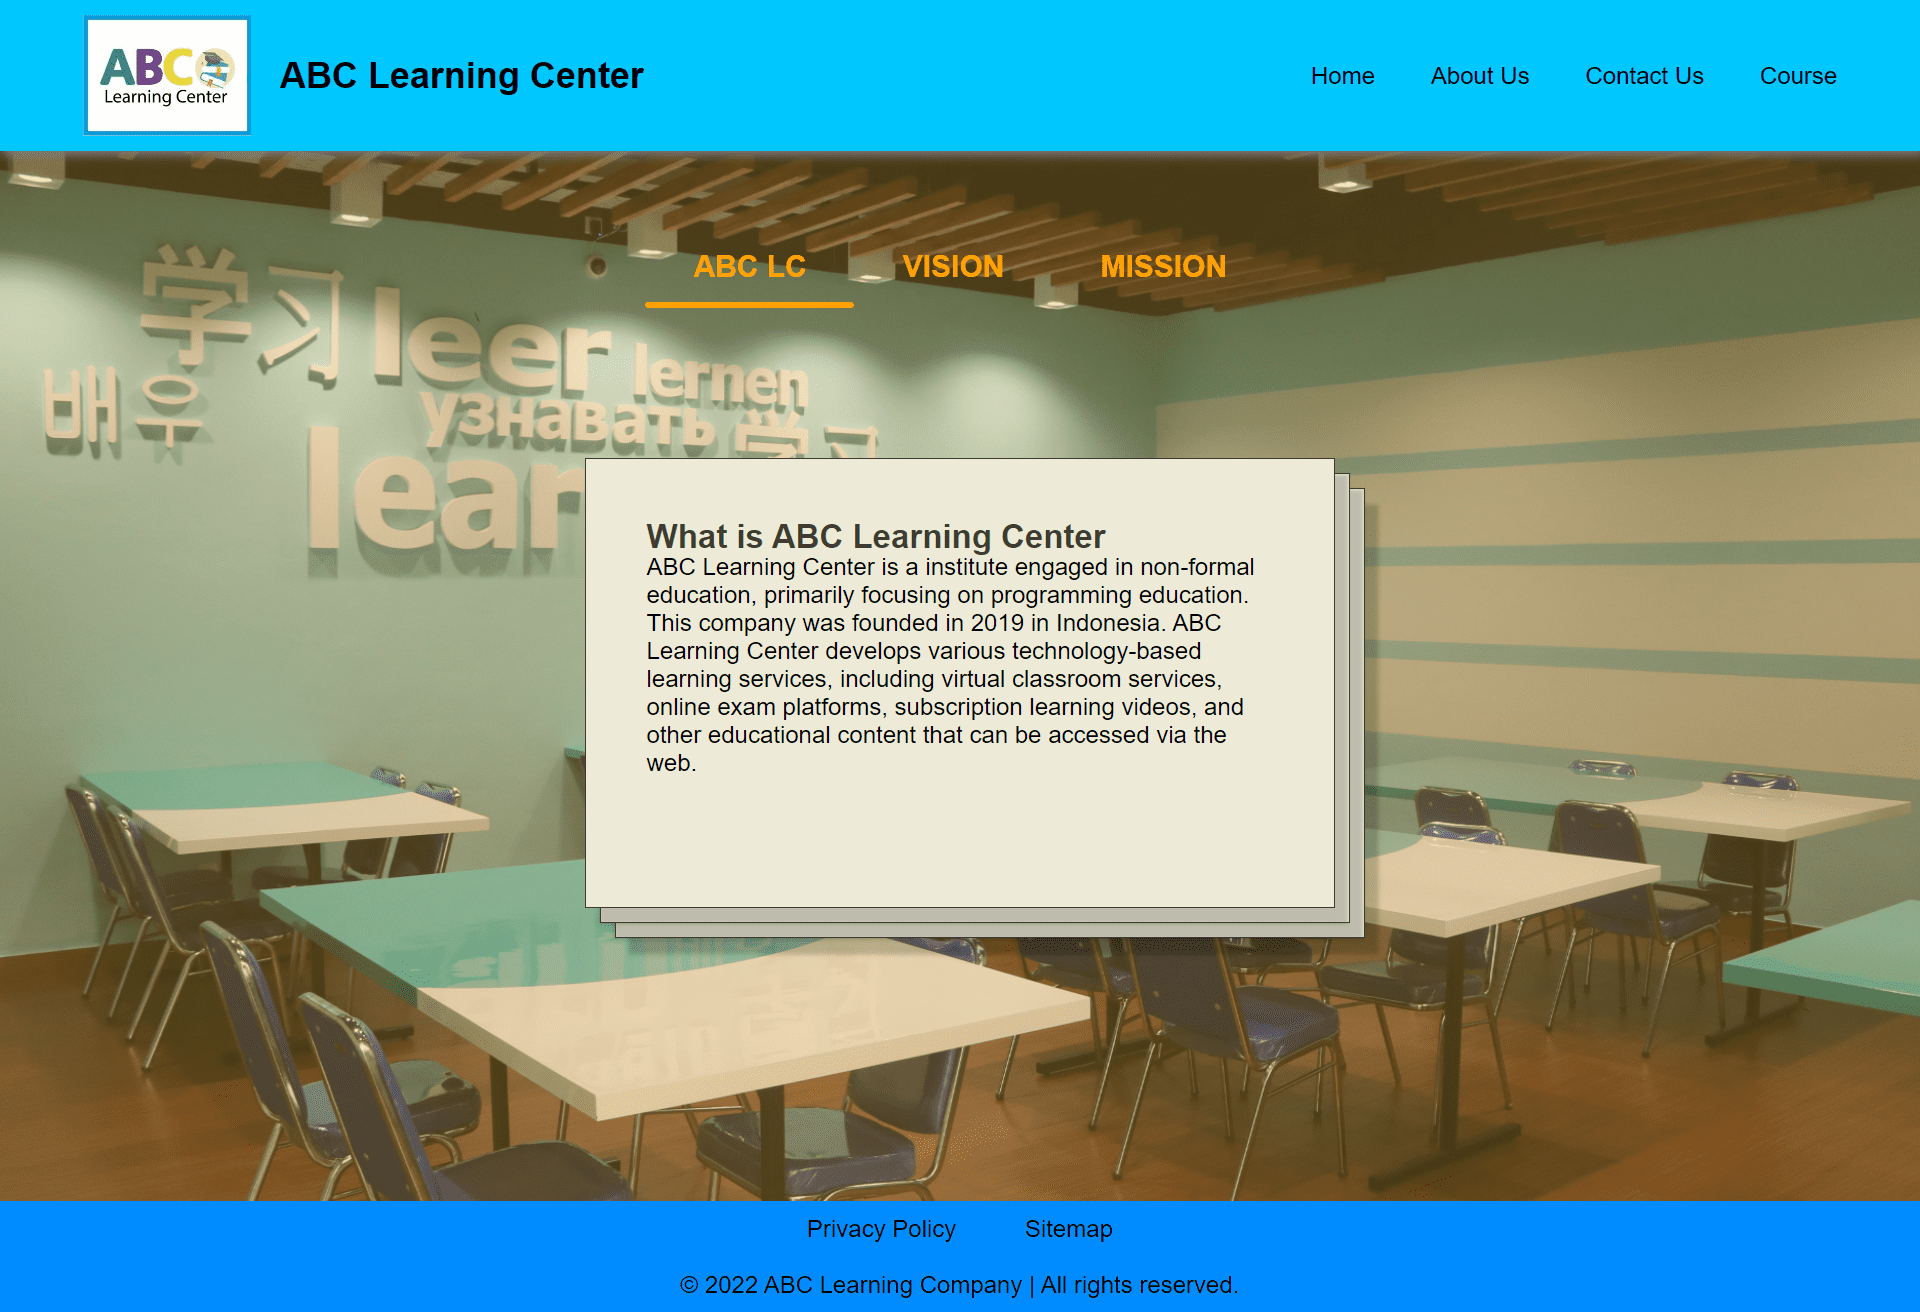 ABC
Learning Center
ABC Learning Center
Home
About Us
Contact Us
Course
ABC LC
VISION
MISSION
学习 leer lernen
배우
узнавать 学习
lear
What is ABC Learning Center
ABC Learning Center is a institute engaged in non-formal
education, primarily focusing on programming education.
This company was founded in 2019 in Indonesia. ABC
Learning Center develops various technology-based
learning services, including virtual classroom services,
online exam platforms, subscription learning videos, and
other educational content that can be accessed via the
web.
Privacy Policy
Sitemap
© 2022 ABC Learning Company | All rights reserved.